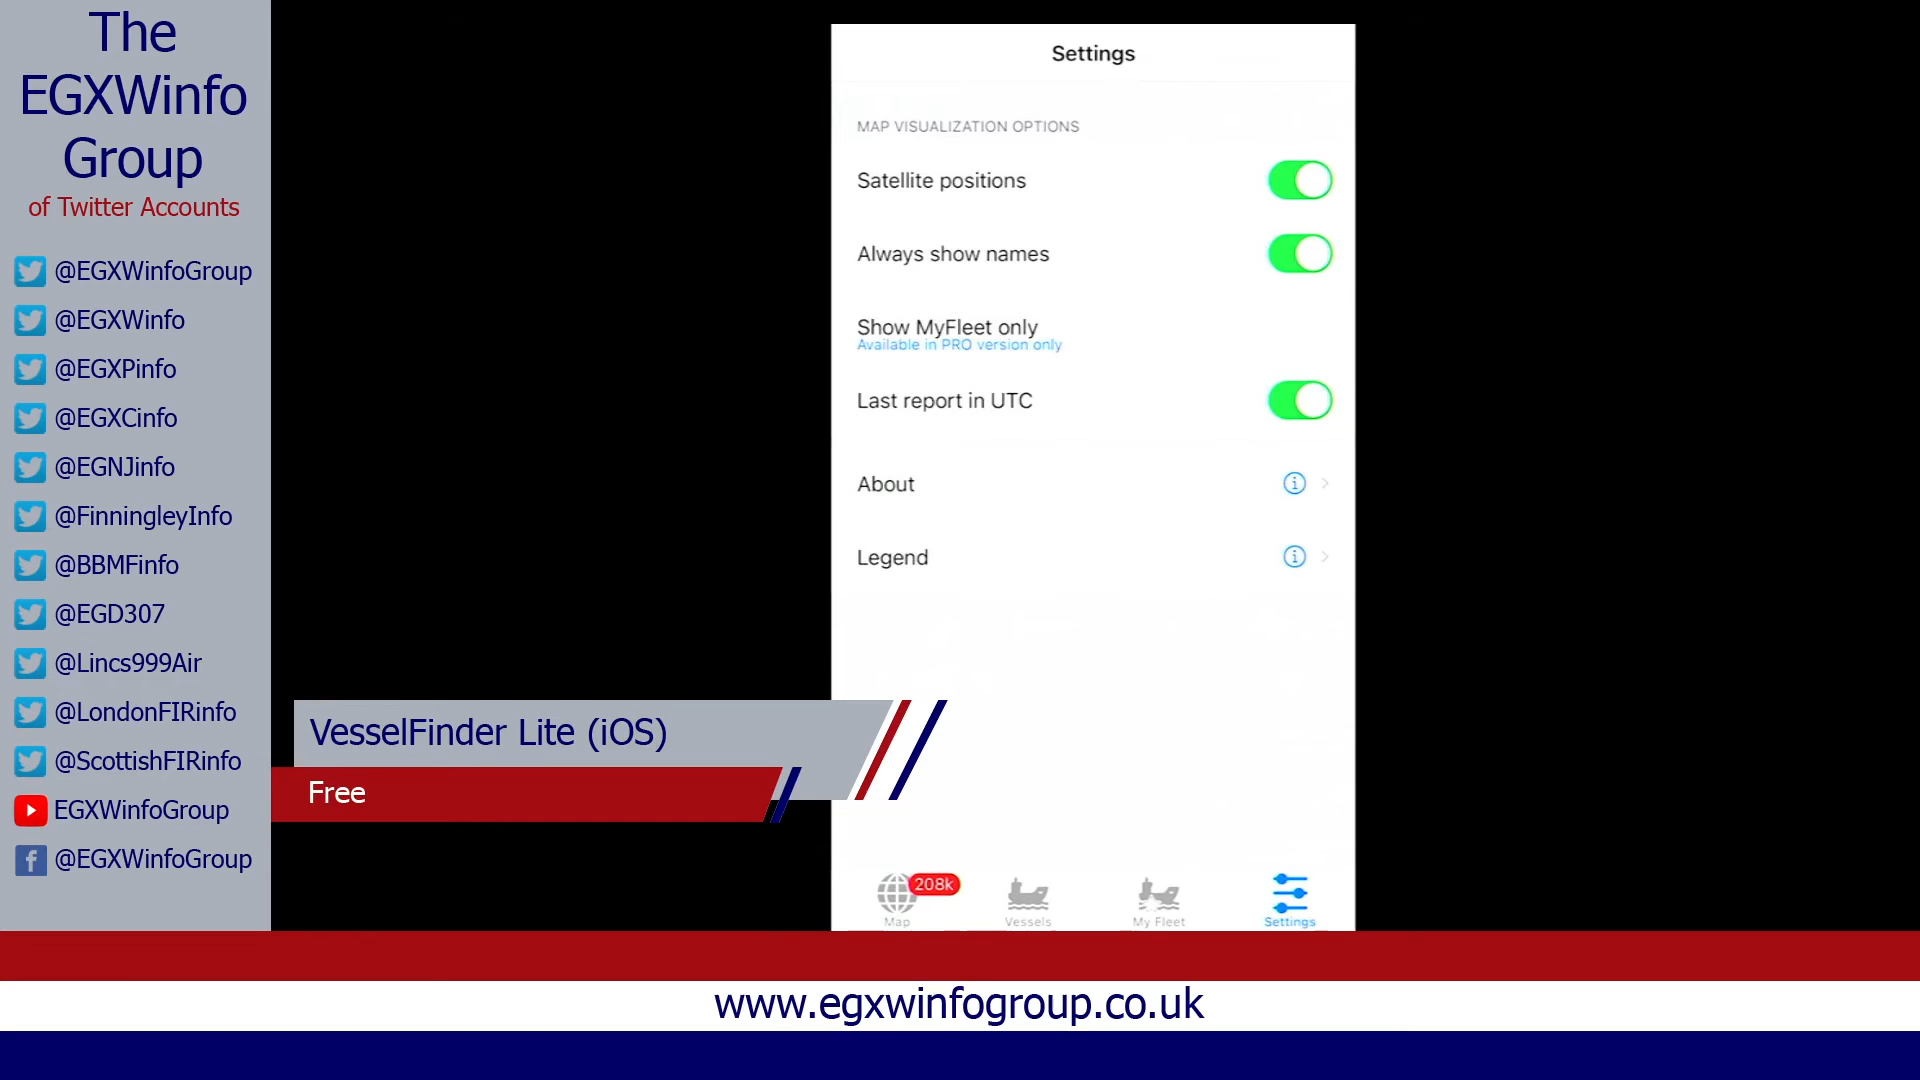 The
EGXWinfo
Group
of Twitter Accounts
@EGXWinfoGroup
@EGXWinfo
@EGXPinfo
@EGXCinfo
@EGNJinfo
@FinningleyInfo
@BBMFinfo
@EGD307
@Lincs999Air
@LondonFIRinfo
@ScottishFIRinfo
EGXWinfoGroup
@EGXWinfoGroup
Settings
MAP VISUALIZATION OPTIONS
Satellite positions
Always show names
Show MyFleet only
Available in PRO version only
Last report in UTC
About
Legend
VesselFinder Lite (iOS)
Free
208k
Map
Vessels
My Fleet
Settings
www.egxwinfogroup.co.uk